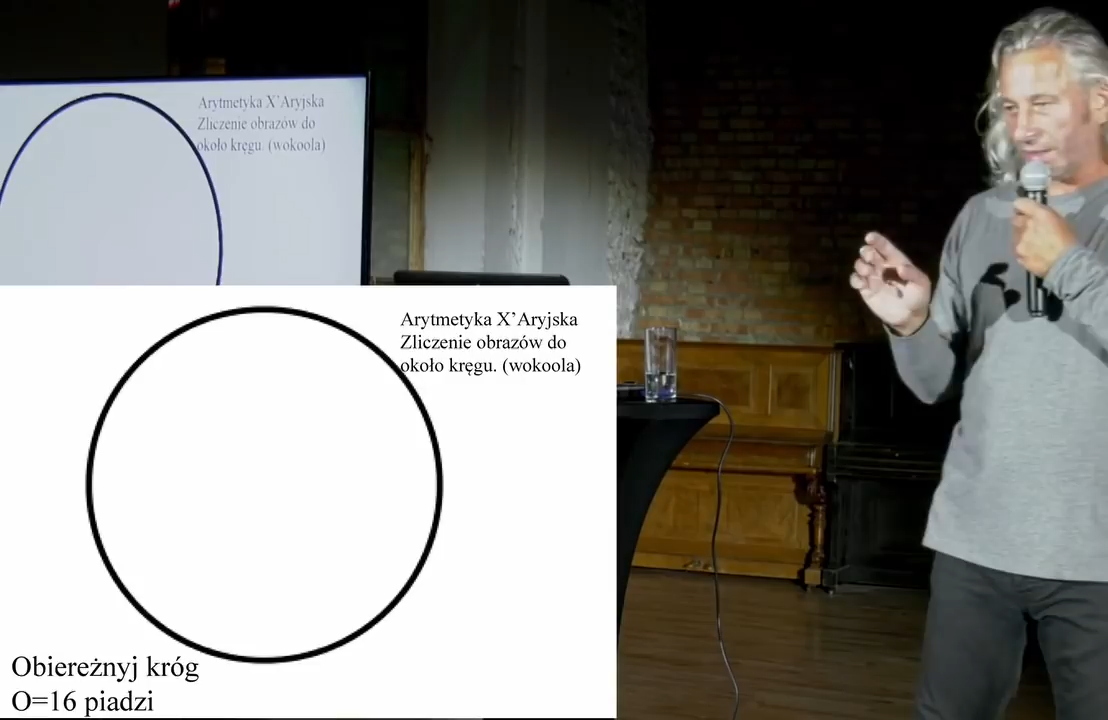 Arytmetyka X'Aryjska
Zliczenie obrazów do
około kręgu. (wokoola)
Arytmetyka X'Aryjska
Zliczenie obrazów do
około kręgu. (wokoola)
Obiereżnyj króg
O=16 piadzi